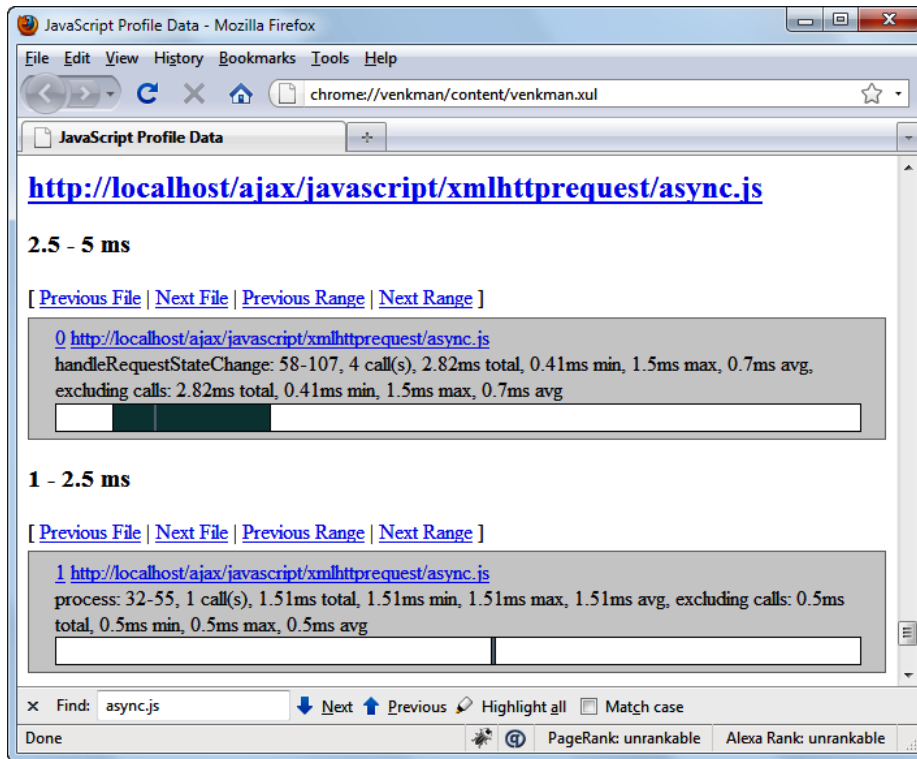 JavaScript Profile Data - Mozilla Firefox
File Edit View History Bookmarks Tools Help
chrome://venkman/content/venkman.xul
JavaScript Profile Data
http://localhost/ajax/javascript/xmlhttprequest/async.js
2.5 - 5 ms
[ Previous File | Next File | Previous Range | Next Range ]
0 http://localhost/ajax/javascript/xmlhttprequest/async.js
handleRequestStateChange: 58-107, 4 call(s), 2.82ms total, 0.41ms min, 1.5ms max, 0.7ms avg,
excluding calls: 2.82ms total, 0.41ms min, 1.5ms max, 0.7ms avg
1 - 2.5 ms
[ Previous File | Next File | Previous Range | Next Range ]
1 http://localhost/ajax/javascript/xmlhttprequest/async.js
process: 32-55, 1 call(s), 1.51ms total, 1.51ms min, 1.51ms max, 1.51ms avg, excluding calls: 0.5ms
total, 0.5ms min, 0.5ms max, 0.5ms avg
Find: async.js Next Previous Highlight all Match case
Done PageRank: unrankable Alexa Rank: unrankable